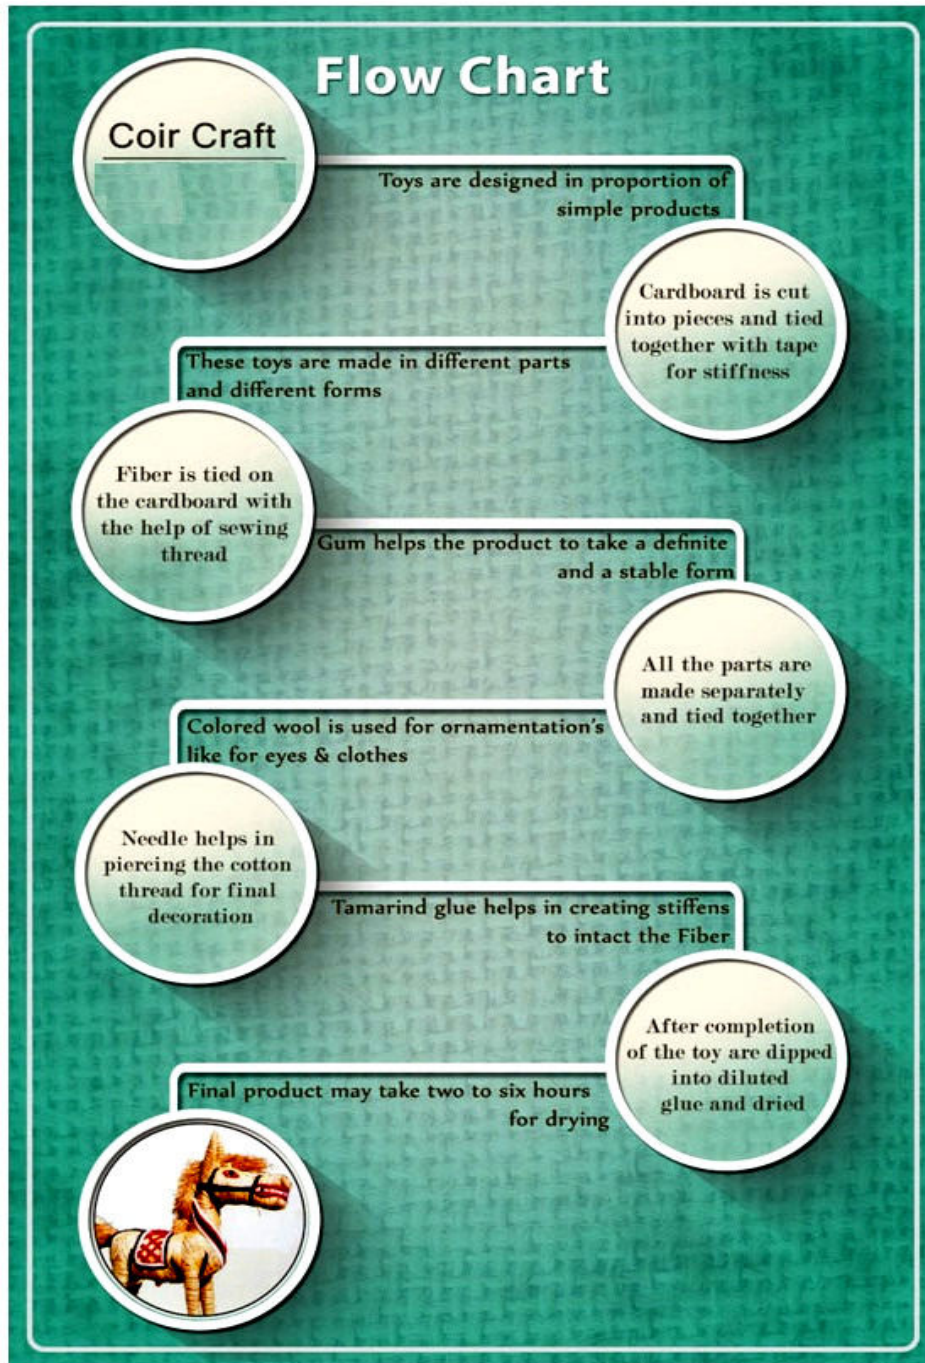 Flow Chart
Coir Craft
Toys are designed in proportion of
simple products
Cardboard is cut
into pieces and tied
together with tape
for stiffness
These toys are made in different parts
and different forms
Fiber is tied on
the cardboard with
the help of sewing
thread
Gum helps the product to take a definite
and a stable form
All the parts are
made separately
and tied together
Colored wool is used for ornamentation's
like for eyes & clothes
Needle helps in
piercing the cotton
thread for final
decoration
Tamarind glue helps in creating stiffens
to intact the Fiber
After completion
of the toy are dipped
into diluted
glue and dried
Final product may take two to six hours
for drying